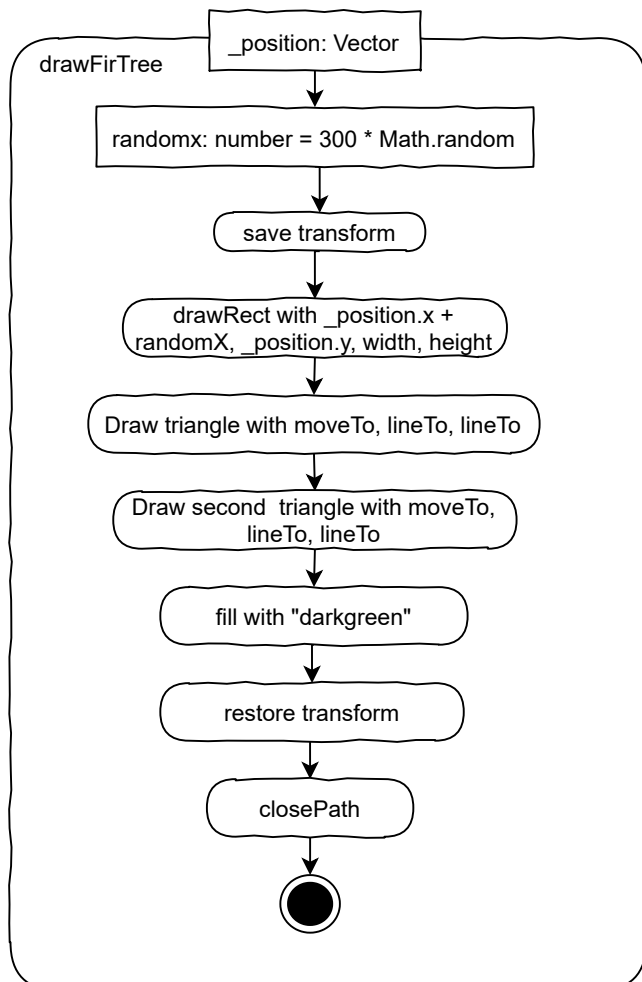 _position: Vector
drawFirTree
randomx: number = 300 * Math.random
save transform
drawRect with _position.x +
randomX, _position.y, width, height
Draw triangle with moveTo, lineTo, lineTo
Draw second  triangle with moveTo,
lineTo, lineTo
fill with "darkgreen"
restore transform
closePath